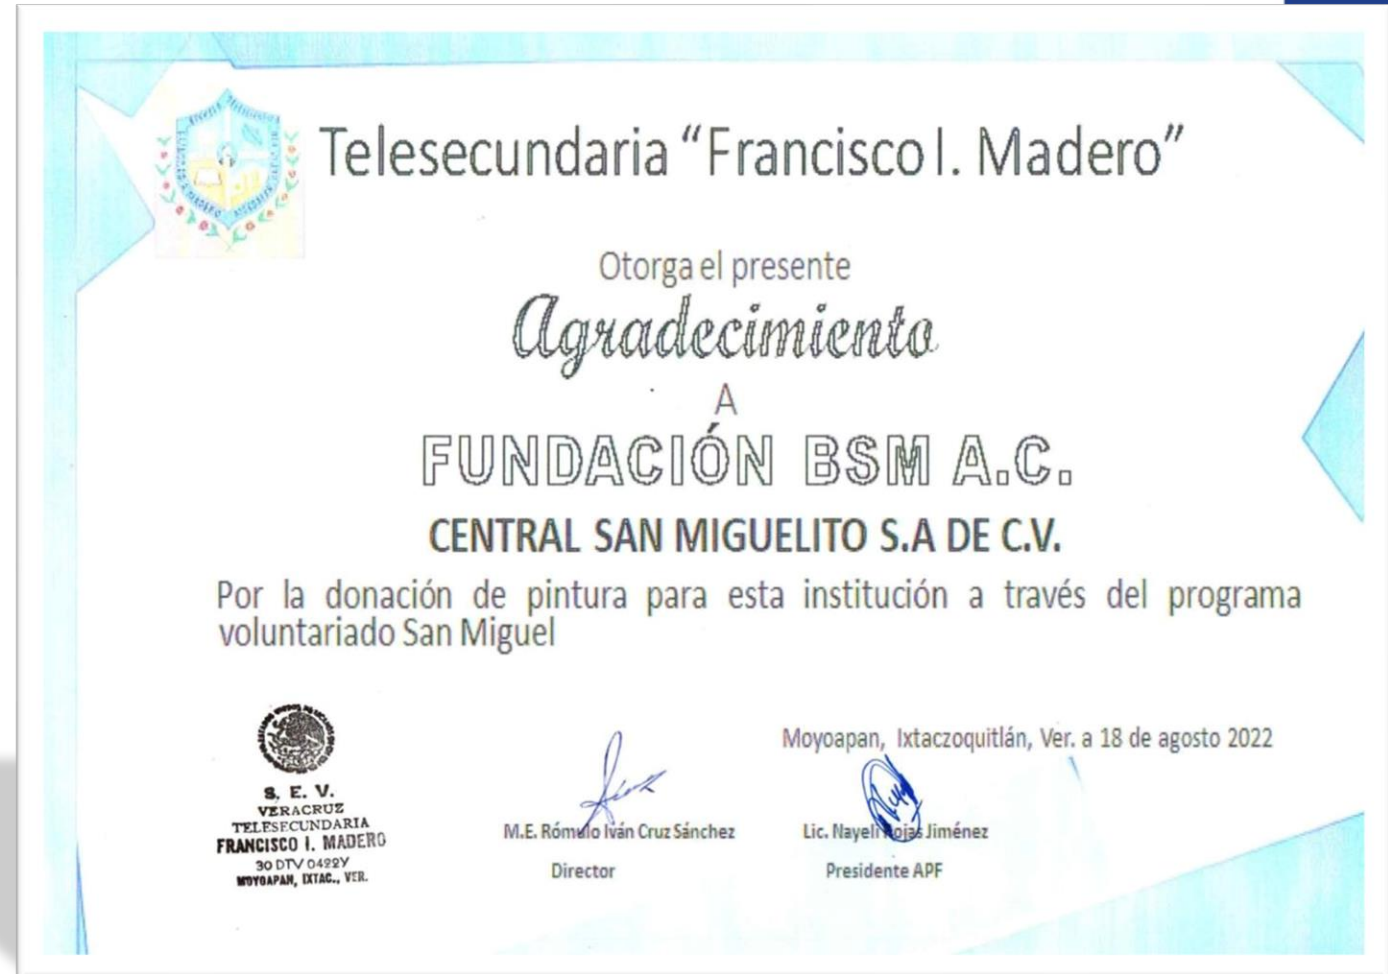 Telesecundaria “Francisco I. Madero”
Otorga el presente
Agradecimiento
A
FUNDACIÓN BSM A.C.
CENTRAL SAN MIGUELITO S.A DE C.V.
Por la donación de pintura para esta institución a través del programa
voluntariado San Miguel
Moyoapan, Ixtaczoquitlán, Ver. a 18 de agosto 2022
S. E. V.
VERACRUZ
TELESECUNDARIA
FRANCISCO I. MADERO
30 DTV 0422Y
MOYOAPAN, IXTAC., VER.
M.E. Rómulo Iván Cruz Sánchez
Director
Lic. Nayeli Rojas Jiménez
Presidente APF